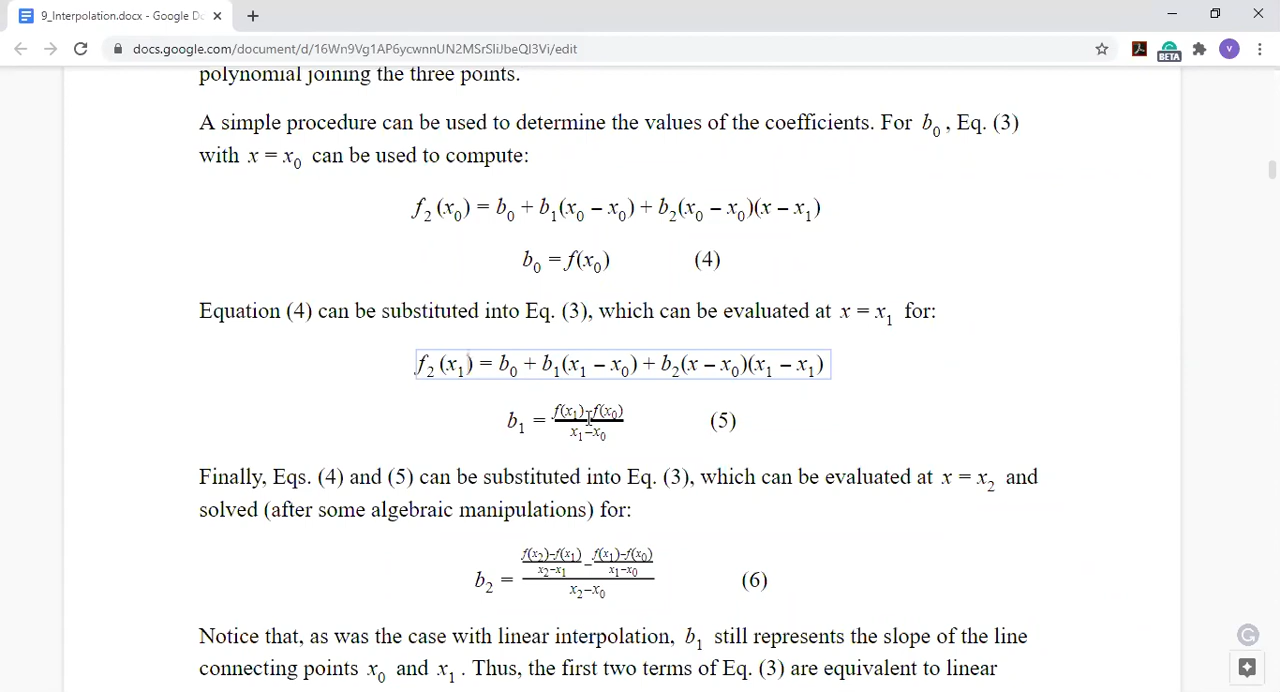 9_Interpolation.docx - Google Do
docs.google.com/document/d/16Wn9Vg1AP6ycwnnUN2MSrSliUbeQI3Vi/edit
BETA
V
polynomial joining the three points.
A simple procedure can be used to determine the values of the coefficients. For b₀ , Eq. (3)
with x = x₀ can be used to compute:
f₂ (x₀) = b₀ + b₁(x₀ − x₀) + b₂(x₀ − x₀)(x − x₁)
b₀ = f(x₀) (4)
Equation (4) can be substituted into Eq. (3), which can be evaluated at x = x₁ for:
f₂ (x₁) = b₀ + b₁(x₁ − x₀) + b₂(x − x₀)(x₁ − x₁)
b₁ = (f(x₁)−f(x₀))/(x₁−x₀) (5)
Finally, Eqs. (4) and (5) can be substituted into Eq. (3), which can be evaluated at x = x₂ and
solved (after some algebraic manipulations) for:
b₂ = ((f(x₂)−f(x₁))/(x₂−x₁) − (f(x₁)−f(x₀))/(x₁−x₀))/(x₂−x₀) (6)
Notice that, as was the case with linear interpolation, b₁ still represents the slope of the line
connecting points x₀ and x₁ . Thus, the first two terms of Eq. (3) are equivalent to linear